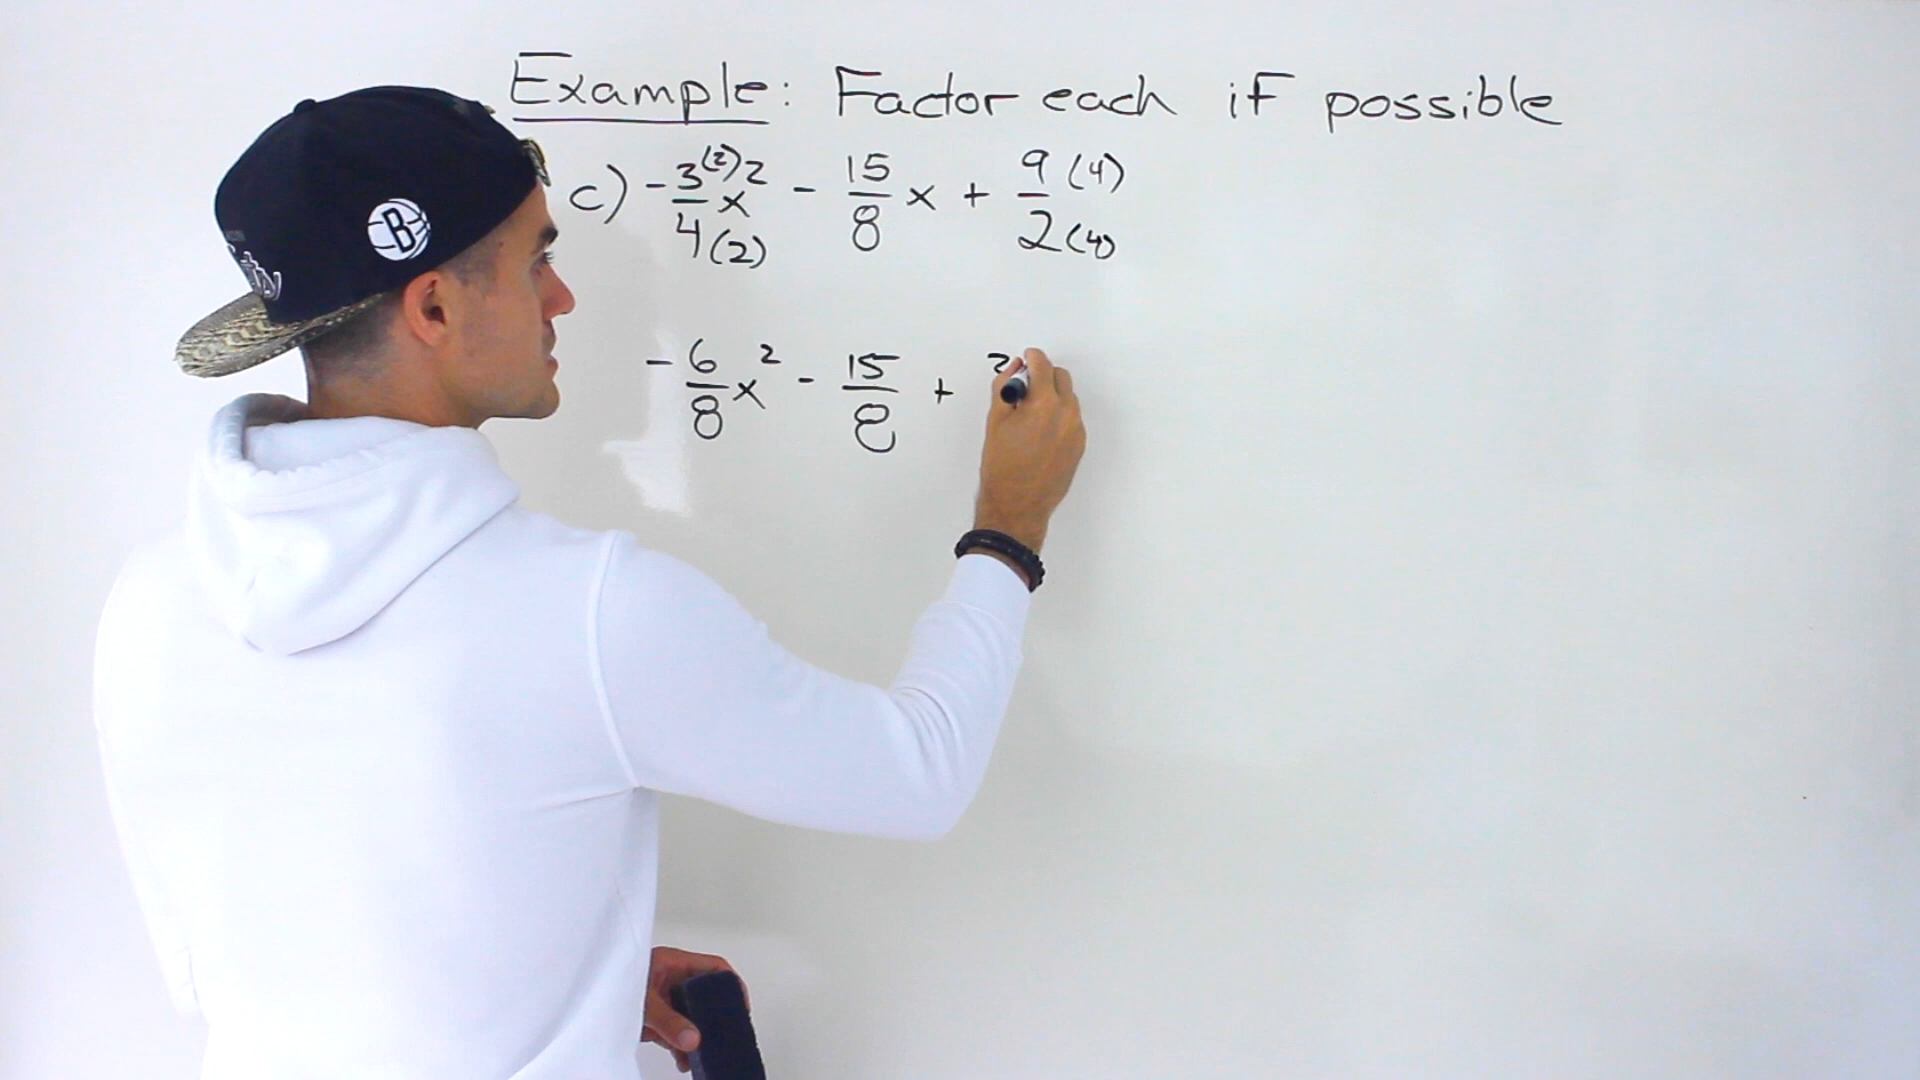 Example: Factor each if possible
c) -3(2)/4(2) x² - 15/8 x + 9(4)/2(4)
-6/8 x² - 15/8 +
B